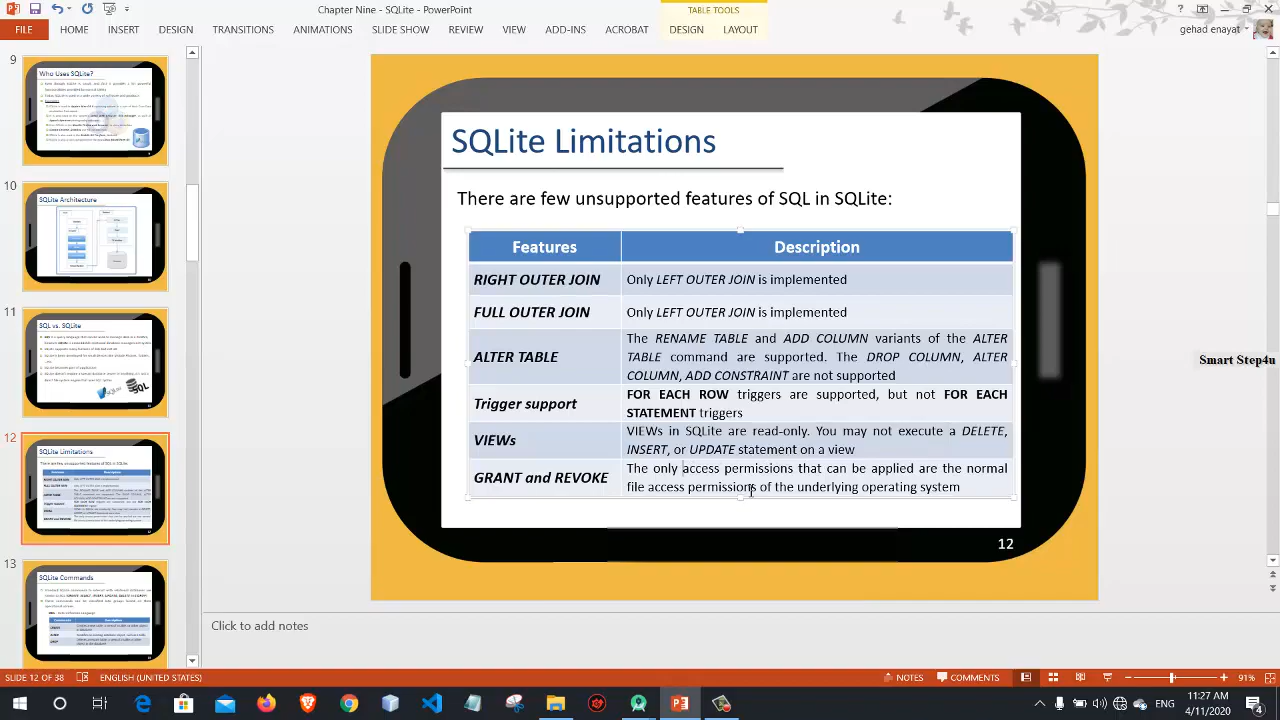 Chapter Nine - SQLite - PowerPoint
TABLE TOOLS
FILE HOME INSERT DESIGN TRANSITIONS ANIMATIONS SLIDE SHOW REVIEW VIEW ADD-INS ACROBAT DESIGN LAYOUT
gehad enayat
9
Who Uses SQLite?
10
SQLite Architecture
11
SQL vs. SQLite
12
SQLite Limitations
13
SQLite Commands
SQLite Limitations
There are few unsupported features of SQL in SQLite:
Features Description
RIGHT OUTER JOIN Only LEFT OUTER JOIN is implemented
FULL OUTER JOIN Only LEFT OUTER JOIN is implemented
ALTER TABLE
The RENAME TABLE and ADD COLUMN variants of the ALTER
TABLE command are supported. The DROP COLUMN, ALTER
COLUMN, ADD CONSTRAINT are not supported
Trigger support
FOR EACH ROW triggers are supported, but not FOR EACH
STATEMENT triggers
VIEWs
VIEWs in SQLite are read-only. You may not execute a DELETE,
INSERT, or UPDATE statement on a view
GRANT and REVOKE
The only access permissions that can be applied are the normal
file access permissions of the underlying operating system
12
Smart Step4u
Click to add notes
SLIDE 12 OF 38 ENGLISH (UNITED STATES) NOTES COMMENTS 91%
ENG
11:27 AM
4/11/2020